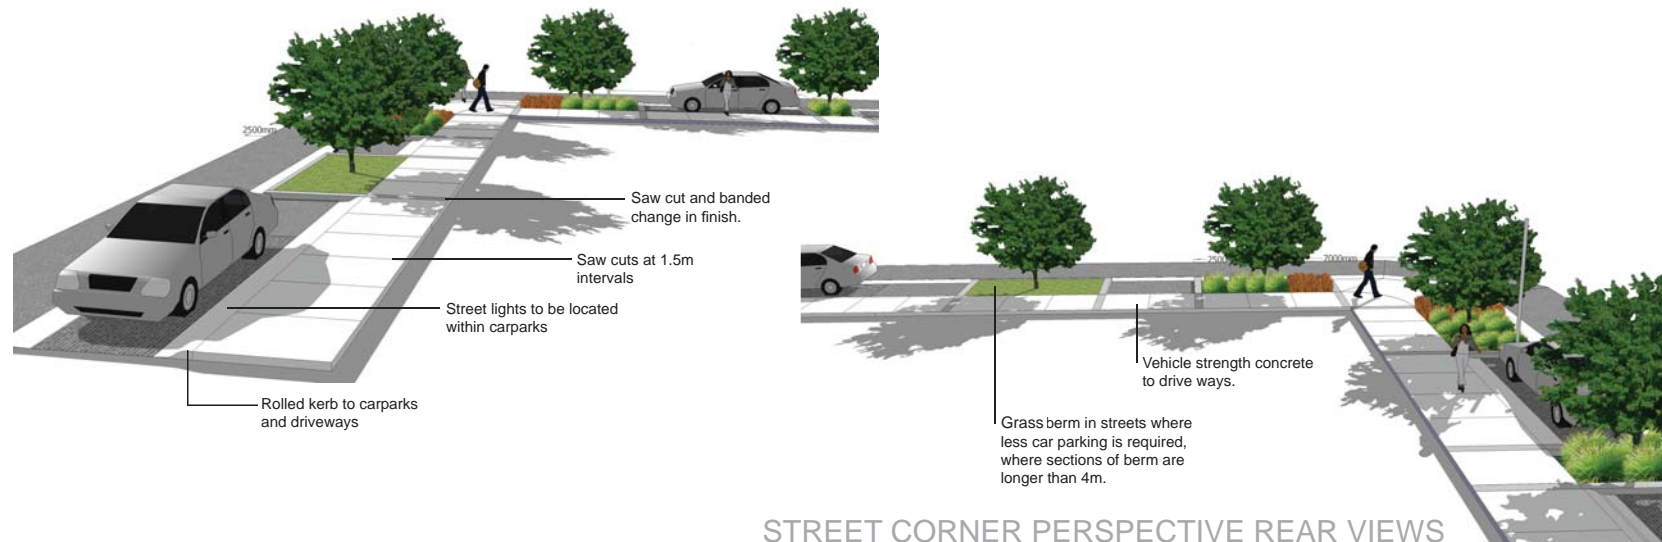 2500mm
Saw cut and banded
change in finish.
Saw cuts at 1.5m
intervals
Street lights to be located
within carparks
Rolled kerb to carparks
and driveways
7000mm
Vehicle strength concrete
to drive ways.
Grass berm in streets where
less car parking is required,
where sections of berm are
longer than 4m.
STREET CORNER PERSPECTIVE REAR VIEWS